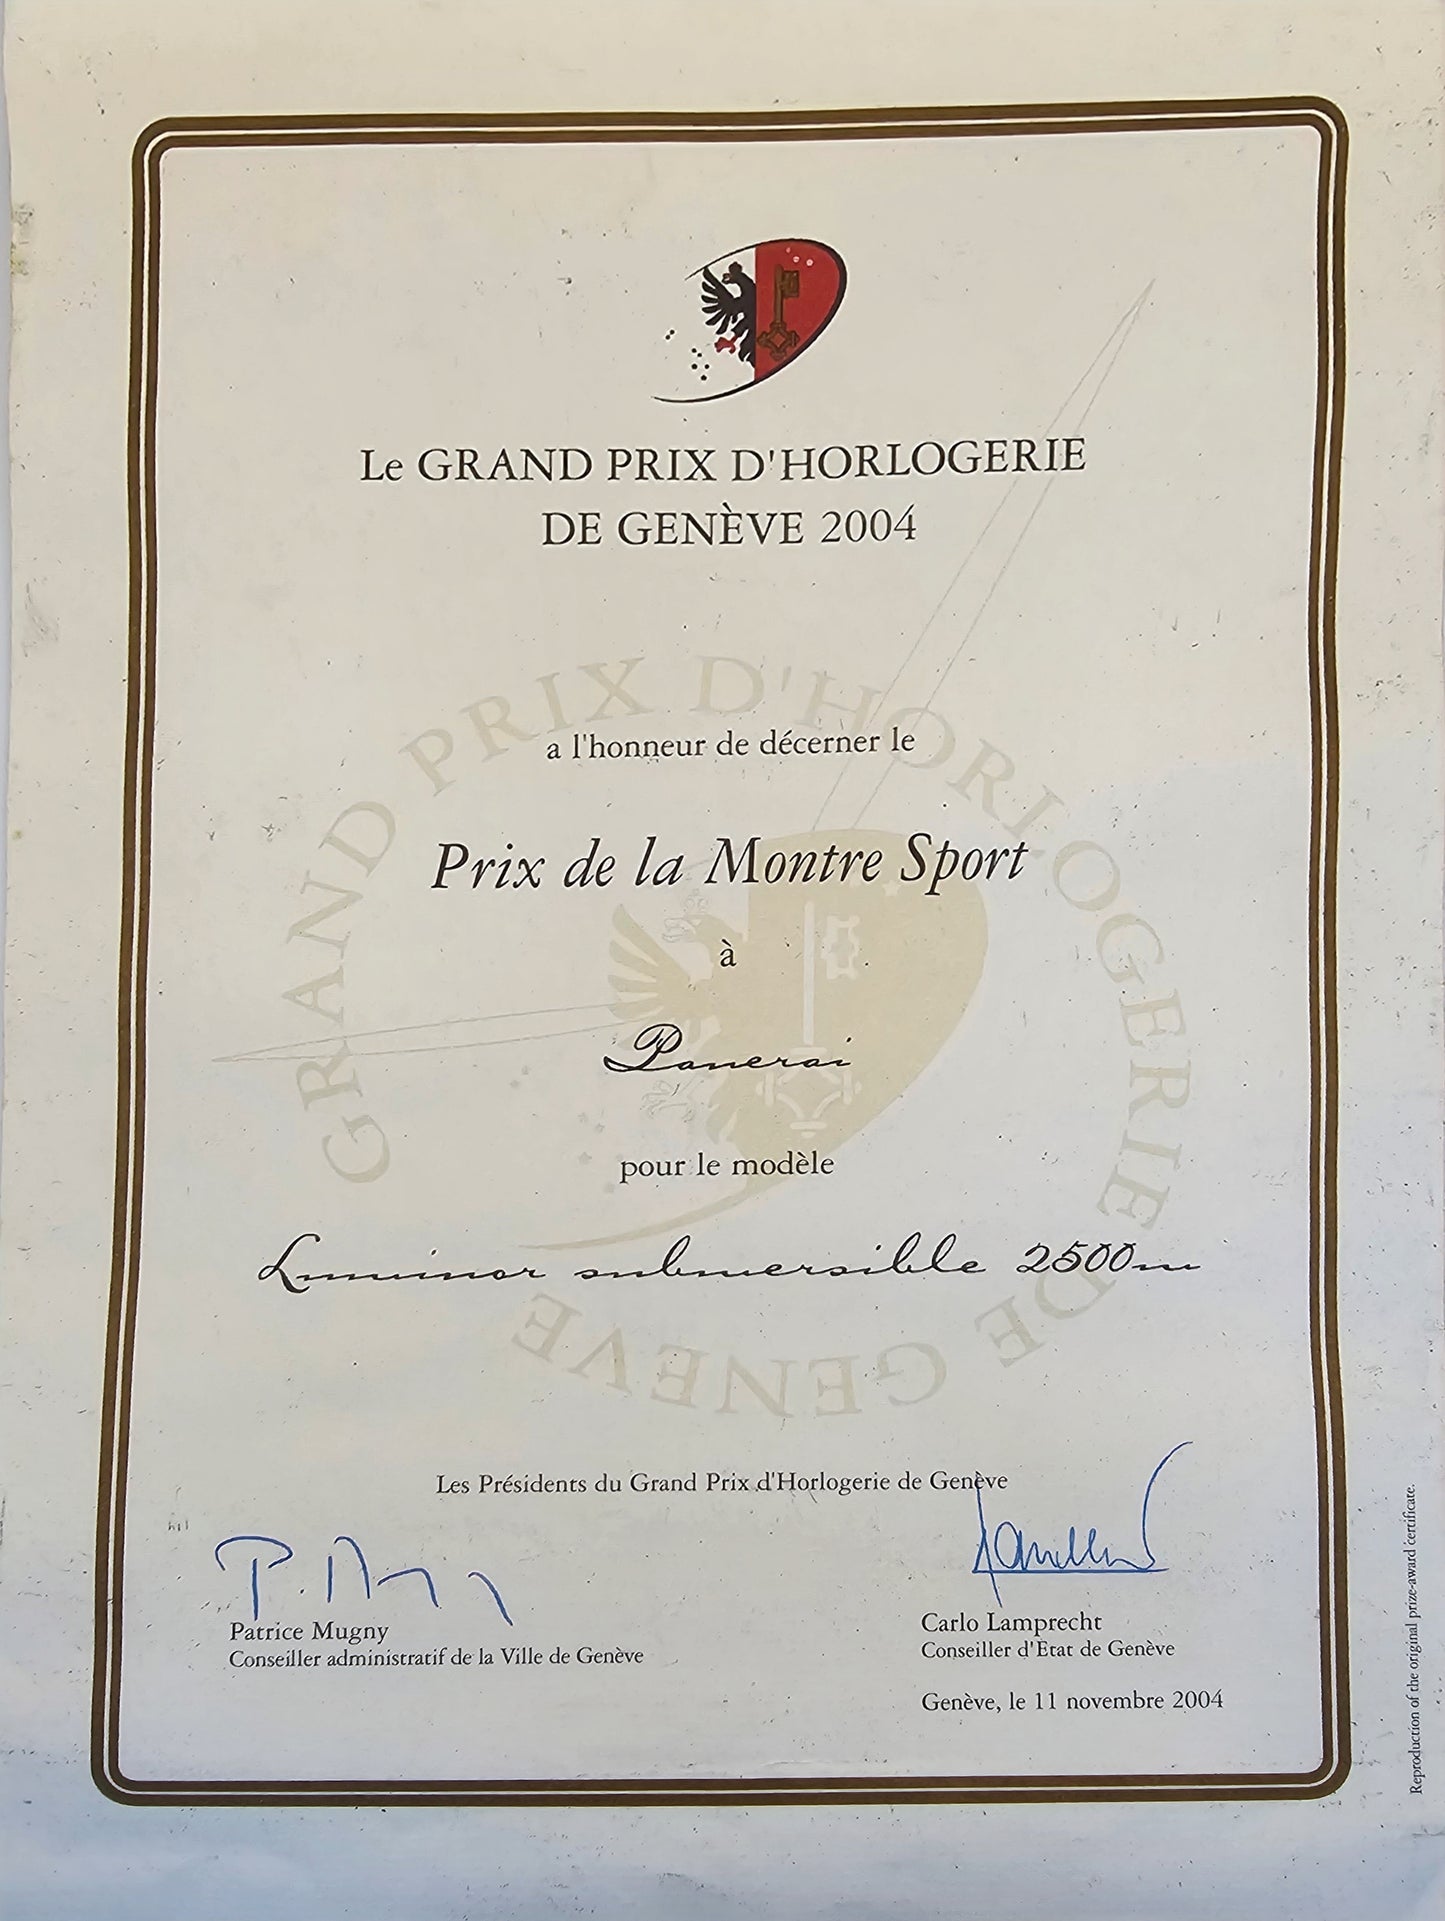 Le GRAND PRIX D'HORLOGERIE
DE GENÈVE 2004
GRAND PRIX D'HORLOGERIE DE GENEVE
a l'honneur de décerner le
Prix de la Montre Sport
à
Panerai
pour le modèle
Luminor submersible 2500m
Les Présidents du Grand Prix d'Horlogerie de Genève
P. Mugny
Patrice Mugny
Conseiller administratif de la Ville de Genève
Carlo Lamprecht
Conseiller d'Etat de Genève
Genève, le 11 novembre 2004
Reproduction of the original prize-award certificate.